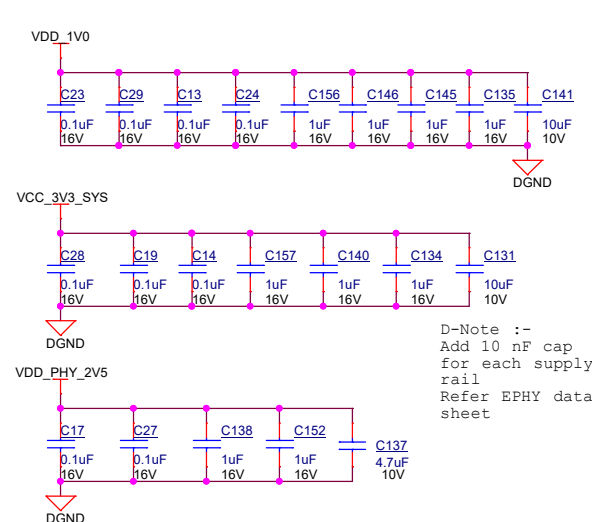 VDD_1V0
C23 C29 C13 C24 C156 C146 C145 C135 C141
0.1uF 0.1uF 0.1uF 0.1uF 1uF 1uF 1uF 1uF 10uF
16V 16V 16V 16V 16V 16V 16V 16V 10V
DGND
VCC_3V3_SYS
C28 C19 C14 C157 C140 C134 C131
0.1uF 0.1uF 0.1uF 1uF 1uF 1uF 10uF
16V 16V 16V 16V 16V 16V 10V
DGND
D-Note :-
Add 10 nF cap
for each supply
rail
Refer EPHY data
sheet
VDD_PHY_2V5
C17 C27 C138 C152 C137
0.1uF 0.1uF 1uF 1uF 4.7uF
16V 16V 16V 16V 10V
DGND